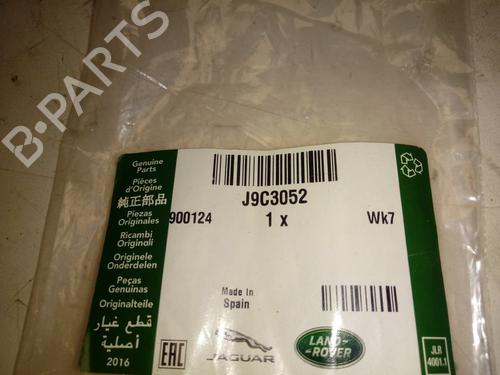 B-PARTS
Genuine
Parts
Pièces
d'Origine
純正部品
Piezas
Originales
Ricambi
Originali
Originele
Onderdelen
Peças
Genuinas
Originalteile
قطع غيار
أصلية
2016
J9C3052
900124
1 x
Wk7
Made in
Spain
EAC
JAGUAR
LAND-
ROVER
JLR
4001.1